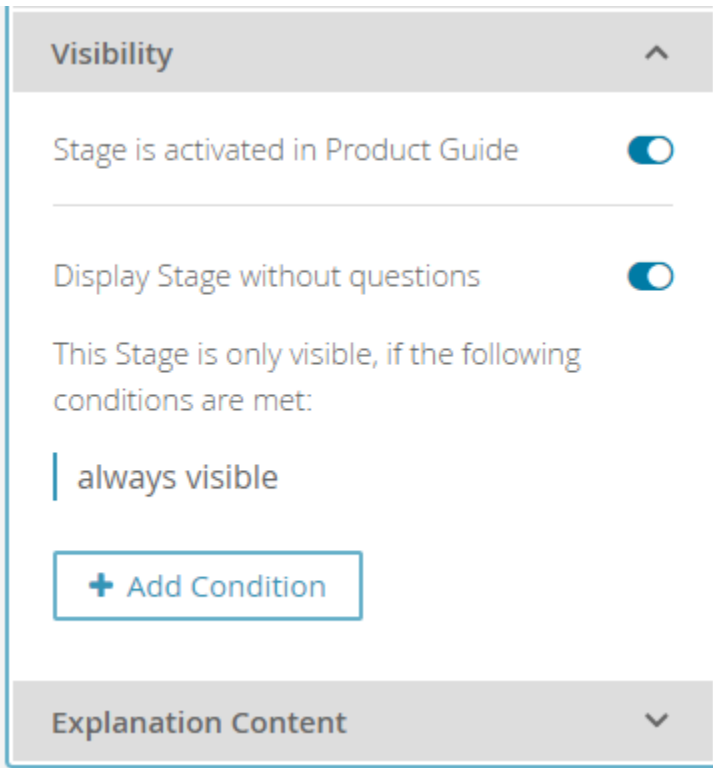 Visibility
Stage is activated in Product Guide
Display Stage without questions
This Stage is only visible, if the following
conditions are met:
always visible
+ Add Condition
Explanation Content